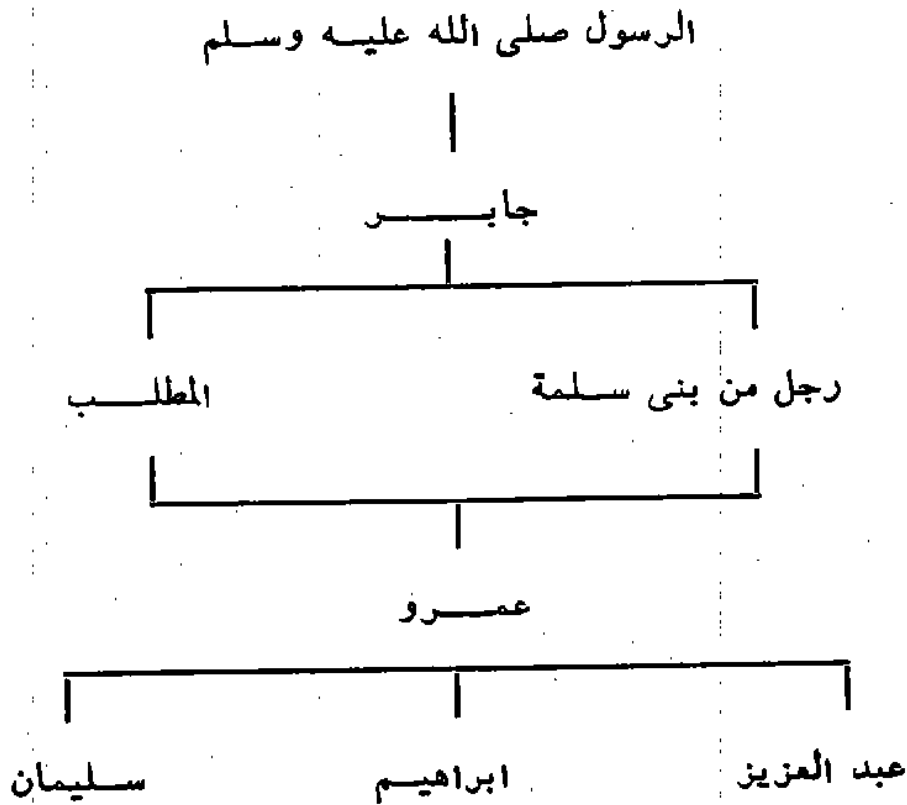 الرسول صلى الله عليه وسلم
جابر
رجل من بنى سلمة المطلب
عمرو
عبد العزيز ابراهيم سليمان